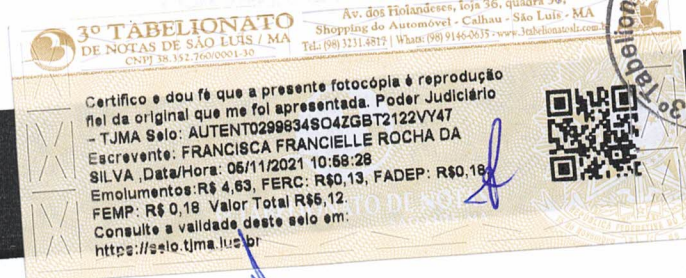 3º TABELIONATO
DE NOTAS DE SÃO LUÍS / MA
CNPJ 38.352.760/0001-30
Av. dos Holandeses, loja 36, quadra 36,
Shopping do Automóvel - Calhau - São Luís - MA
Tel.: (98) 3231.4817 | Whats: (98) 9146-0635 - www.3tabelionatoslz.com.br
Certifico e dou fé que a presente fotocópia é reprodução
fiel da original que me foi apresentada. Poder Judiciário
- TJMA Selo: AUTENT0299834SO4ZGBT2122VY47
Escrevente: FRANCISCA FRANCIELLE ROCHA DA
SILVA ,Data/Hora: 05/11/2021 10:58:28
Emolumentos:R$ 4,63, FERC: R$0,13, FADEP: R$0,18
FEMP: R$ 0,18 Valor Total R$5,12.
Consulte a validade deste selo em:
https://selo.tjma.jus.br
3º Tabelion